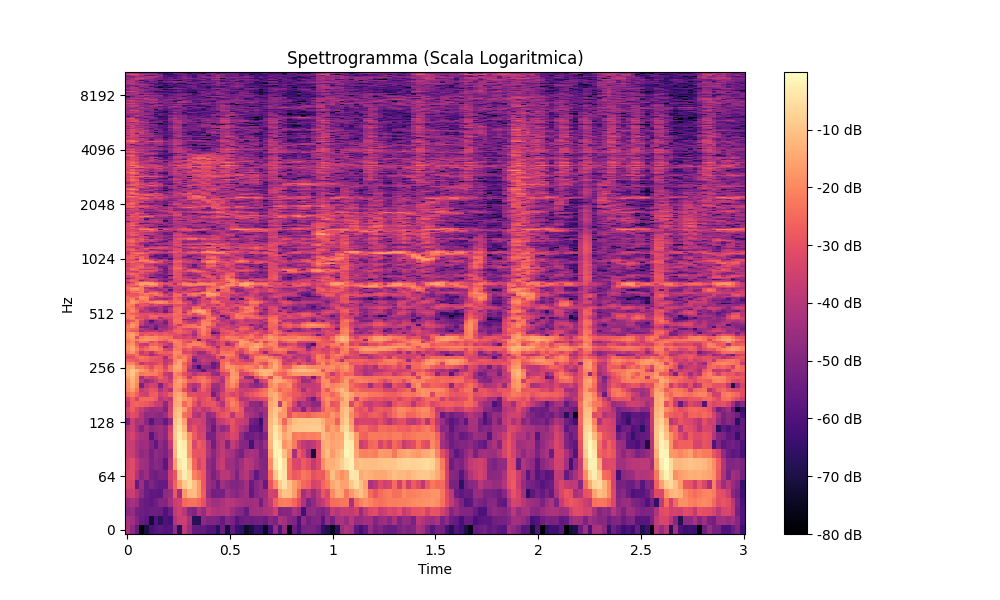 Spettrogramma (Scala Logaritmica)
8192
4096
2048
1024
512
256
128
64
0
Hz
0
0.5
1
1.5
2
2.5
3
Time
-10 dB
-20 dB
-30 dB
-40 dB
-50 dB
-60 dB
-70 dB
-80 dB